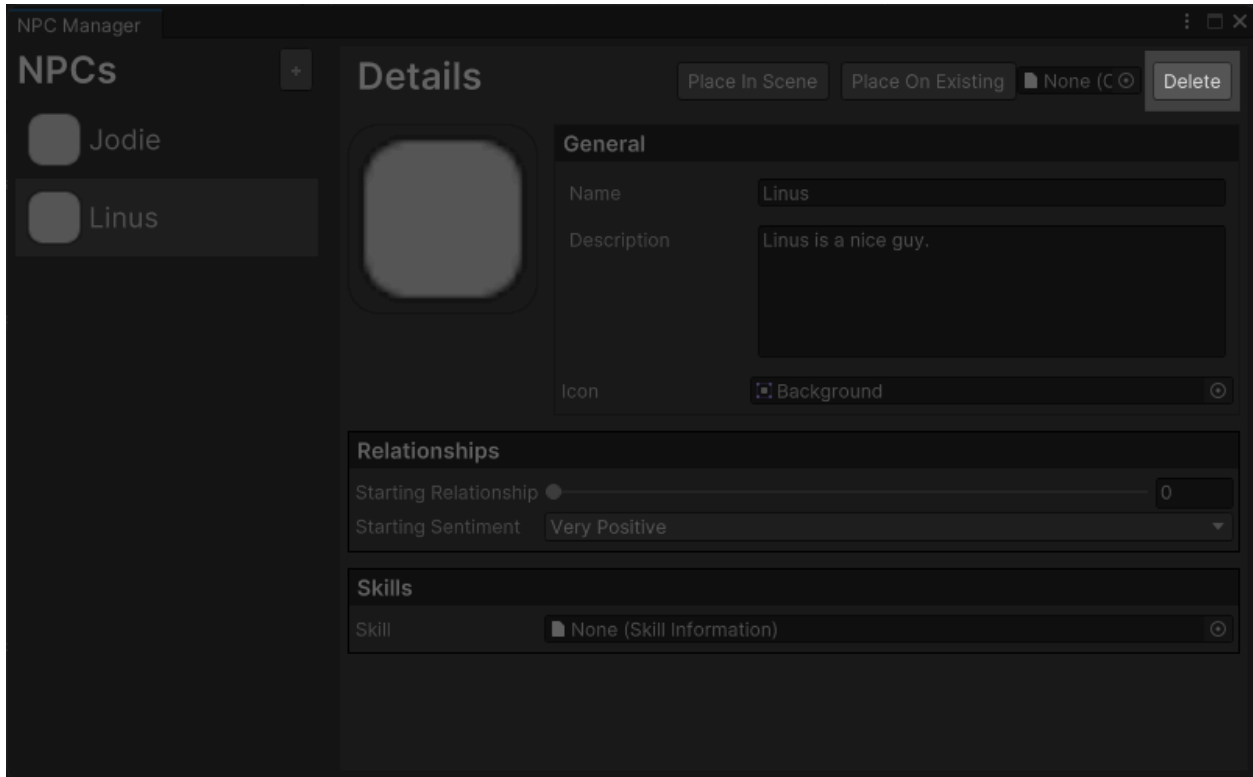 NPC Manager
NPCs
+
Jodie
Linus
Details
Place In Scene
Place On Existing
None (C
Delete
General
Name
Linus
Description
Linus is a nice guy.
Icon
Background
Relationships
Starting Relationship
0
Starting Sentiment
Very Positive
Skills
Skill
None (Skill Information)